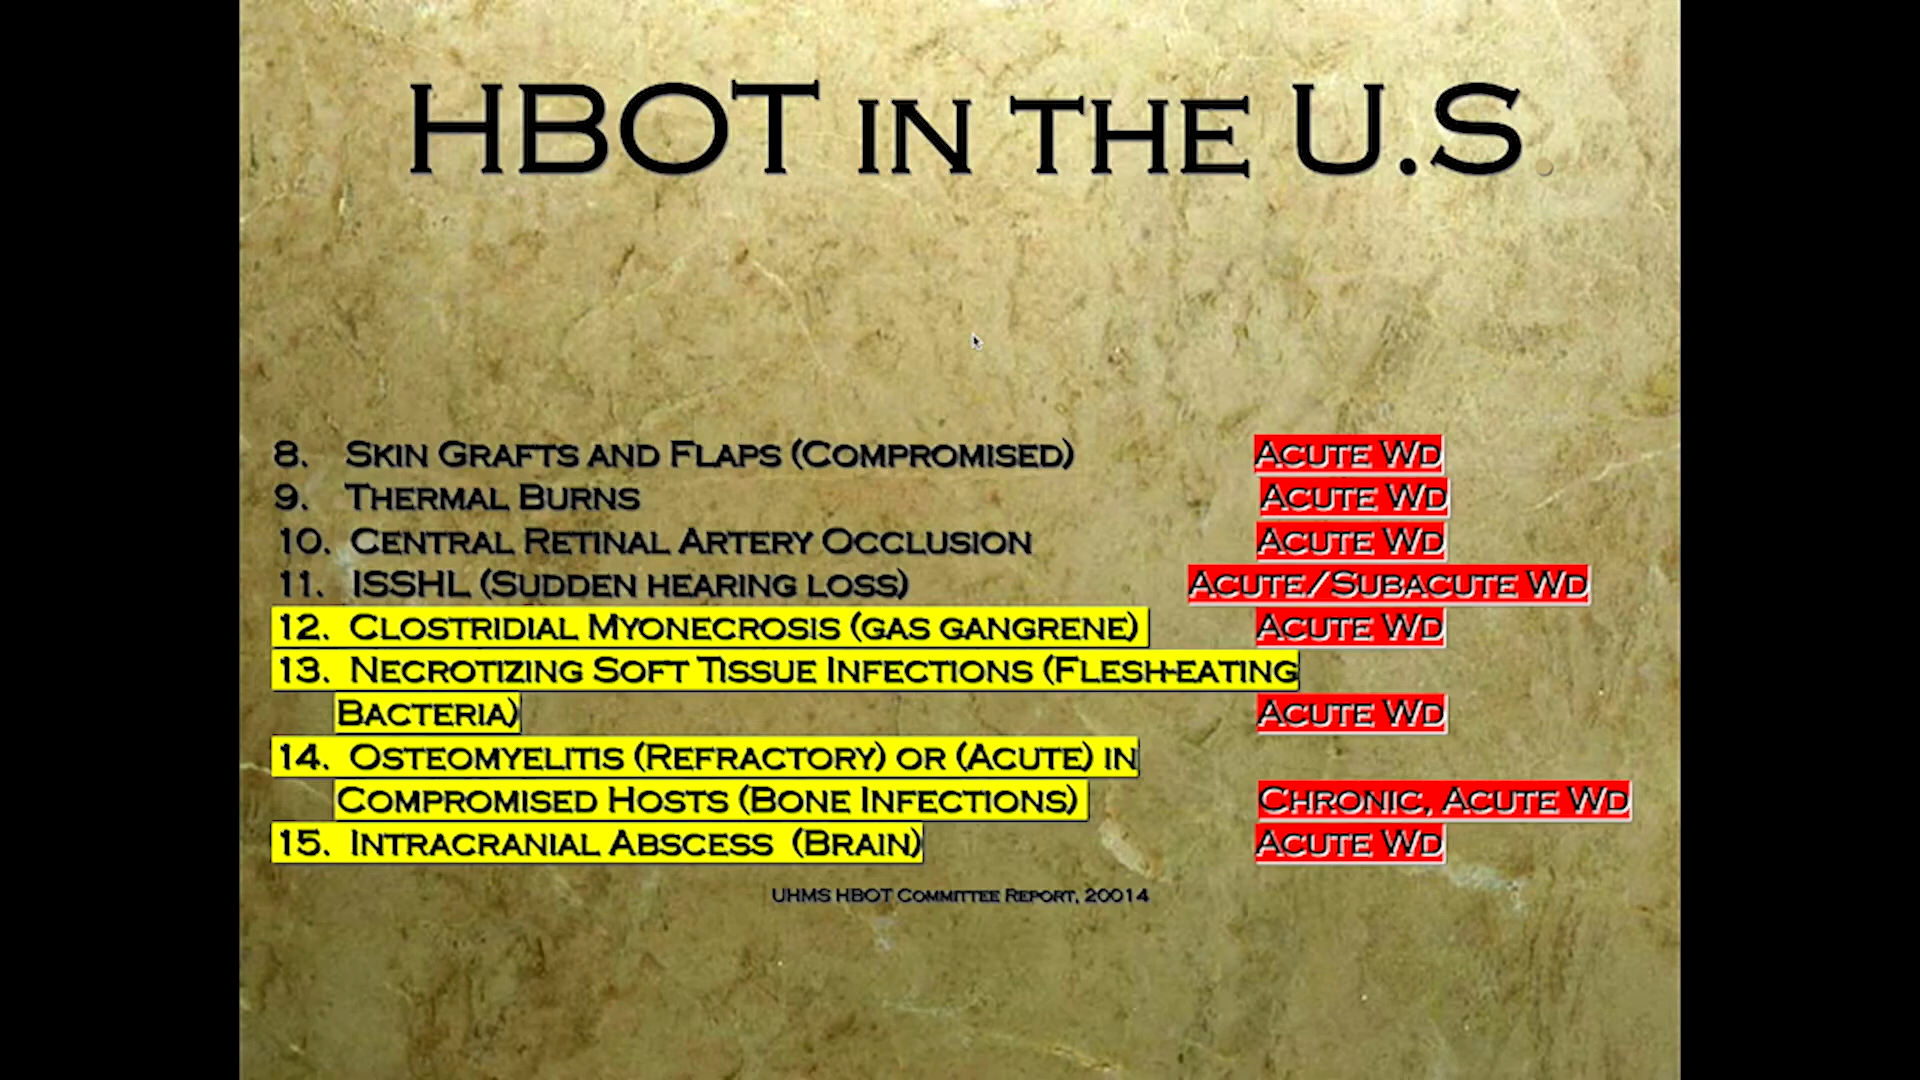 HBOT IN THE U.S.
8. SKIN GRAFTS AND FLAPS (COMPROMISED) ACUTE WD
9. THERMAL BURNS ACUTE WD
10. CENTRAL RETINAL ARTERY OCCLUSION ACUTE WD
11. ISSHL (SUDDEN HEARING LOSS) ACUTE/SUBACUTE WD
12. CLOSTRIDIAL MYONECROSIS (GAS GANGRENE) ACUTE WD
13. NECROTIZING SOFT TISSUE INFECTIONS (FLESH-EATING
BACTERIA) ACUTE WD
14. OSTEOMYELITIS (REFRACTORY) OR (ACUTE) IN
COMPROMISED HOSTS (BONE INFECTIONS) CHRONIC, ACUTE WD
15. INTRACRANIAL ABSCESS (BRAIN) ACUTE WD
UHMS HBOT COMMITTEE REPORT, 20014